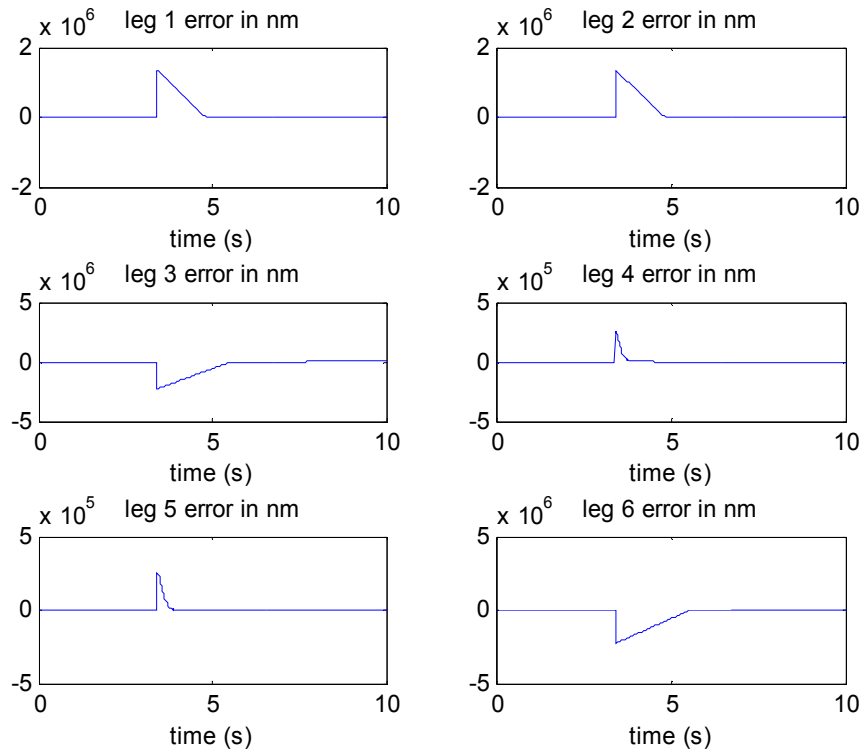 x 10^6 leg 1 error in nm
2
0
-2
0 5 10
time (s)
x 10^6 leg 2 error in nm
2
0
-2
0 5 10
time (s)
x 10^6 leg 3 error in nm
5
0
-5
0 5 10
time (s)
x 10^5 leg 4 error in nm
5
0
-5
0 5 10
time (s)
x 10^5 leg 5 error in nm
5
0
-5
0 5 10
time (s)
x 10^6 leg 6 error in nm
5
0
-5
0 5 10
time (s)